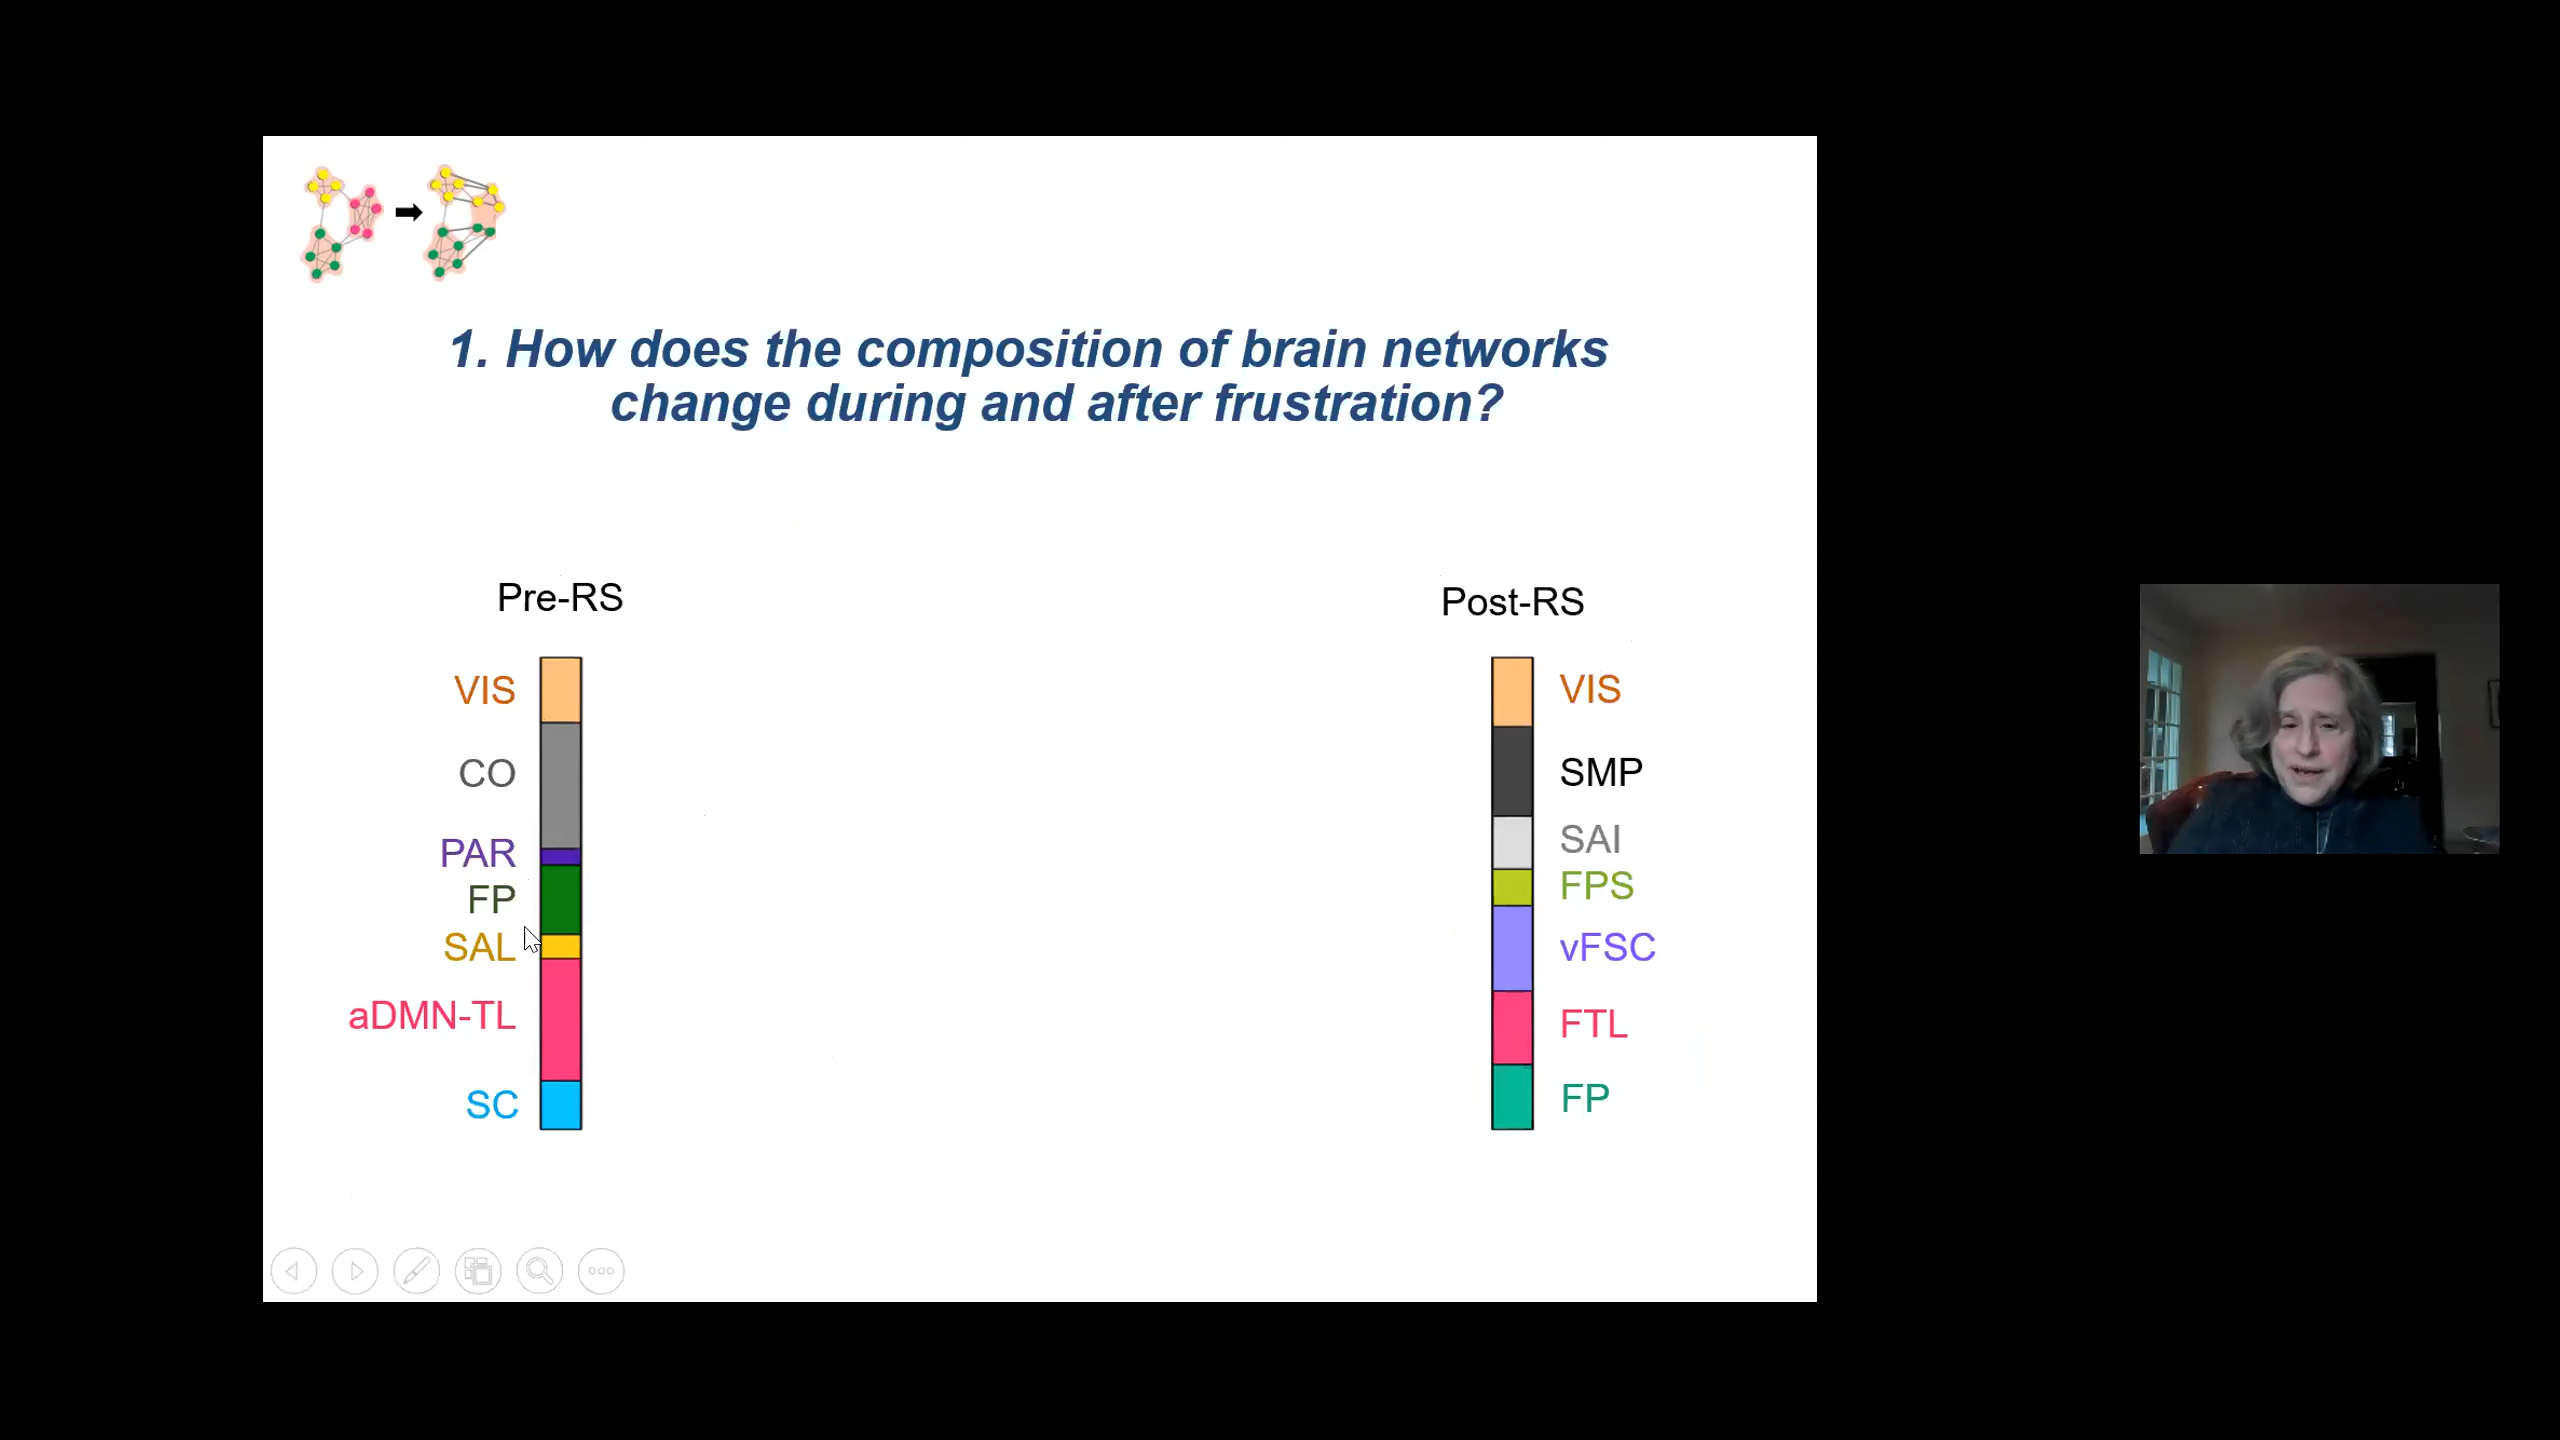 1. How does the composition of brain networks
change during and after frustration?
Pre-RS
VIS
CO
PAR
FP
SAL
aDMN-TL
SC
Post-RS
VIS
SMP
SAI
FPS
vFSC
FTL
FP